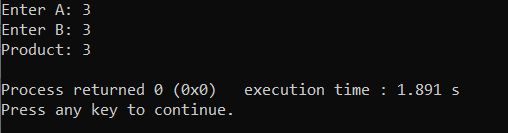 Enter A: 3
Enter B: 3
Product: 3
Process returned 0 (0x0)   execution time : 1.891 s
Press any key to continue.